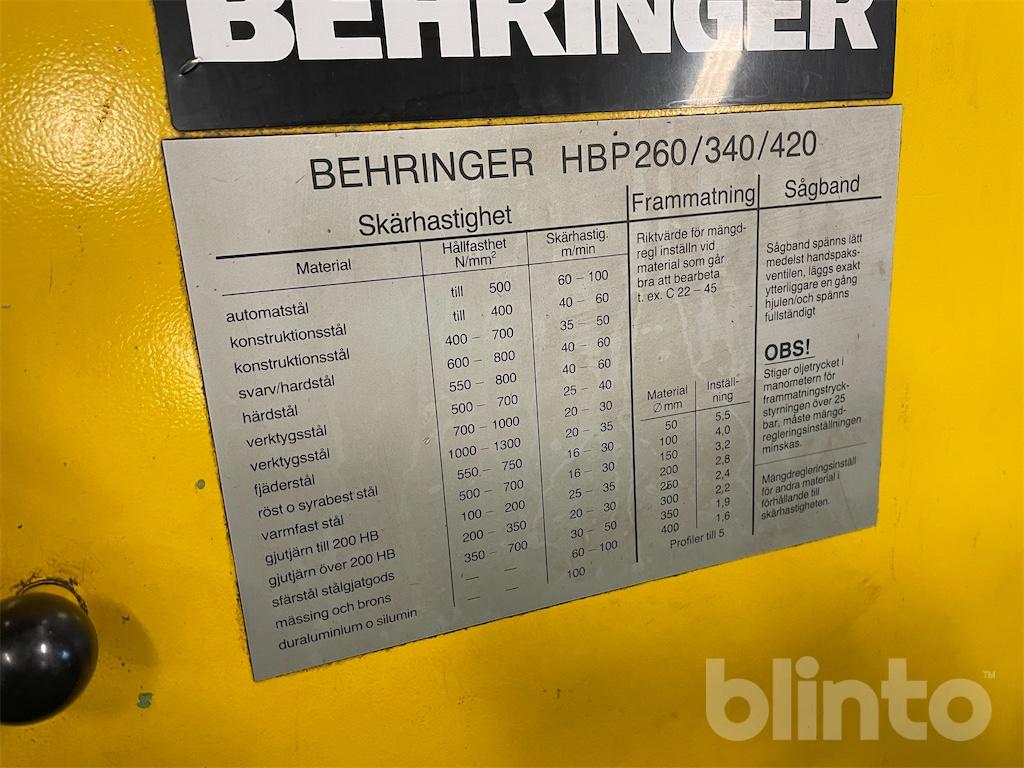 BEHRINGER
BEHRINGER HBP260/340/420
Skärhastighet
Material Hållfasthet N/mm² Skärhastig. m/min
automatstål till 500 60 – 100
konstruktionsstål till 400 40 – 60
konstruktionsstål 400 – 700 35 – 50
svarv/hardstål 600 – 800 40 – 60
härdstål 550 – 800 40 – 60
verktygsstål 500 – 700 25 – 40
verktygsstål 700 – 1000 20 – 30
fjäderstål 1000 – 1300 20 – 35
röst o syrabest stål 550 – 750 16 – 30
varmfast stål 500 – 700 16 – 30
gjutjärn till 200 HB 100 – 200 25 – 35
gjutjärn över 200 HB 200 – 350 20 – 30
sfärstål stålgjatgods 350 – 700 30 – 50
mässing och brons — — 60 – 100
duraluminium o silumin — — 100
Frammatning
Riktvärde för mängd-
regl inställn vid
material som går
bra att bearbeta
t. ex. C 22 – 45
Material Ø mm Inställ-ning
50 5,5
100 4,0
150 3,2
200 2,8
250 2,4
300 2,2
350 1,9
400 1,6
Profiler till 5
Sågband
Sågband spänns lätt
medelst handspaks-
ventilen, läggs exakt
ytterliggare en gång
hjulen/och spänns
fullständigt
OBS!
Stiger oljetrycket i
manometern för
frammatningstryck-
styrningen över 25
bar, måste mängd-
regleringsinställningen
minskas.
Mängdregleringsinställ
för andra material i
förhållande till
skärhastigheten.
blinto™